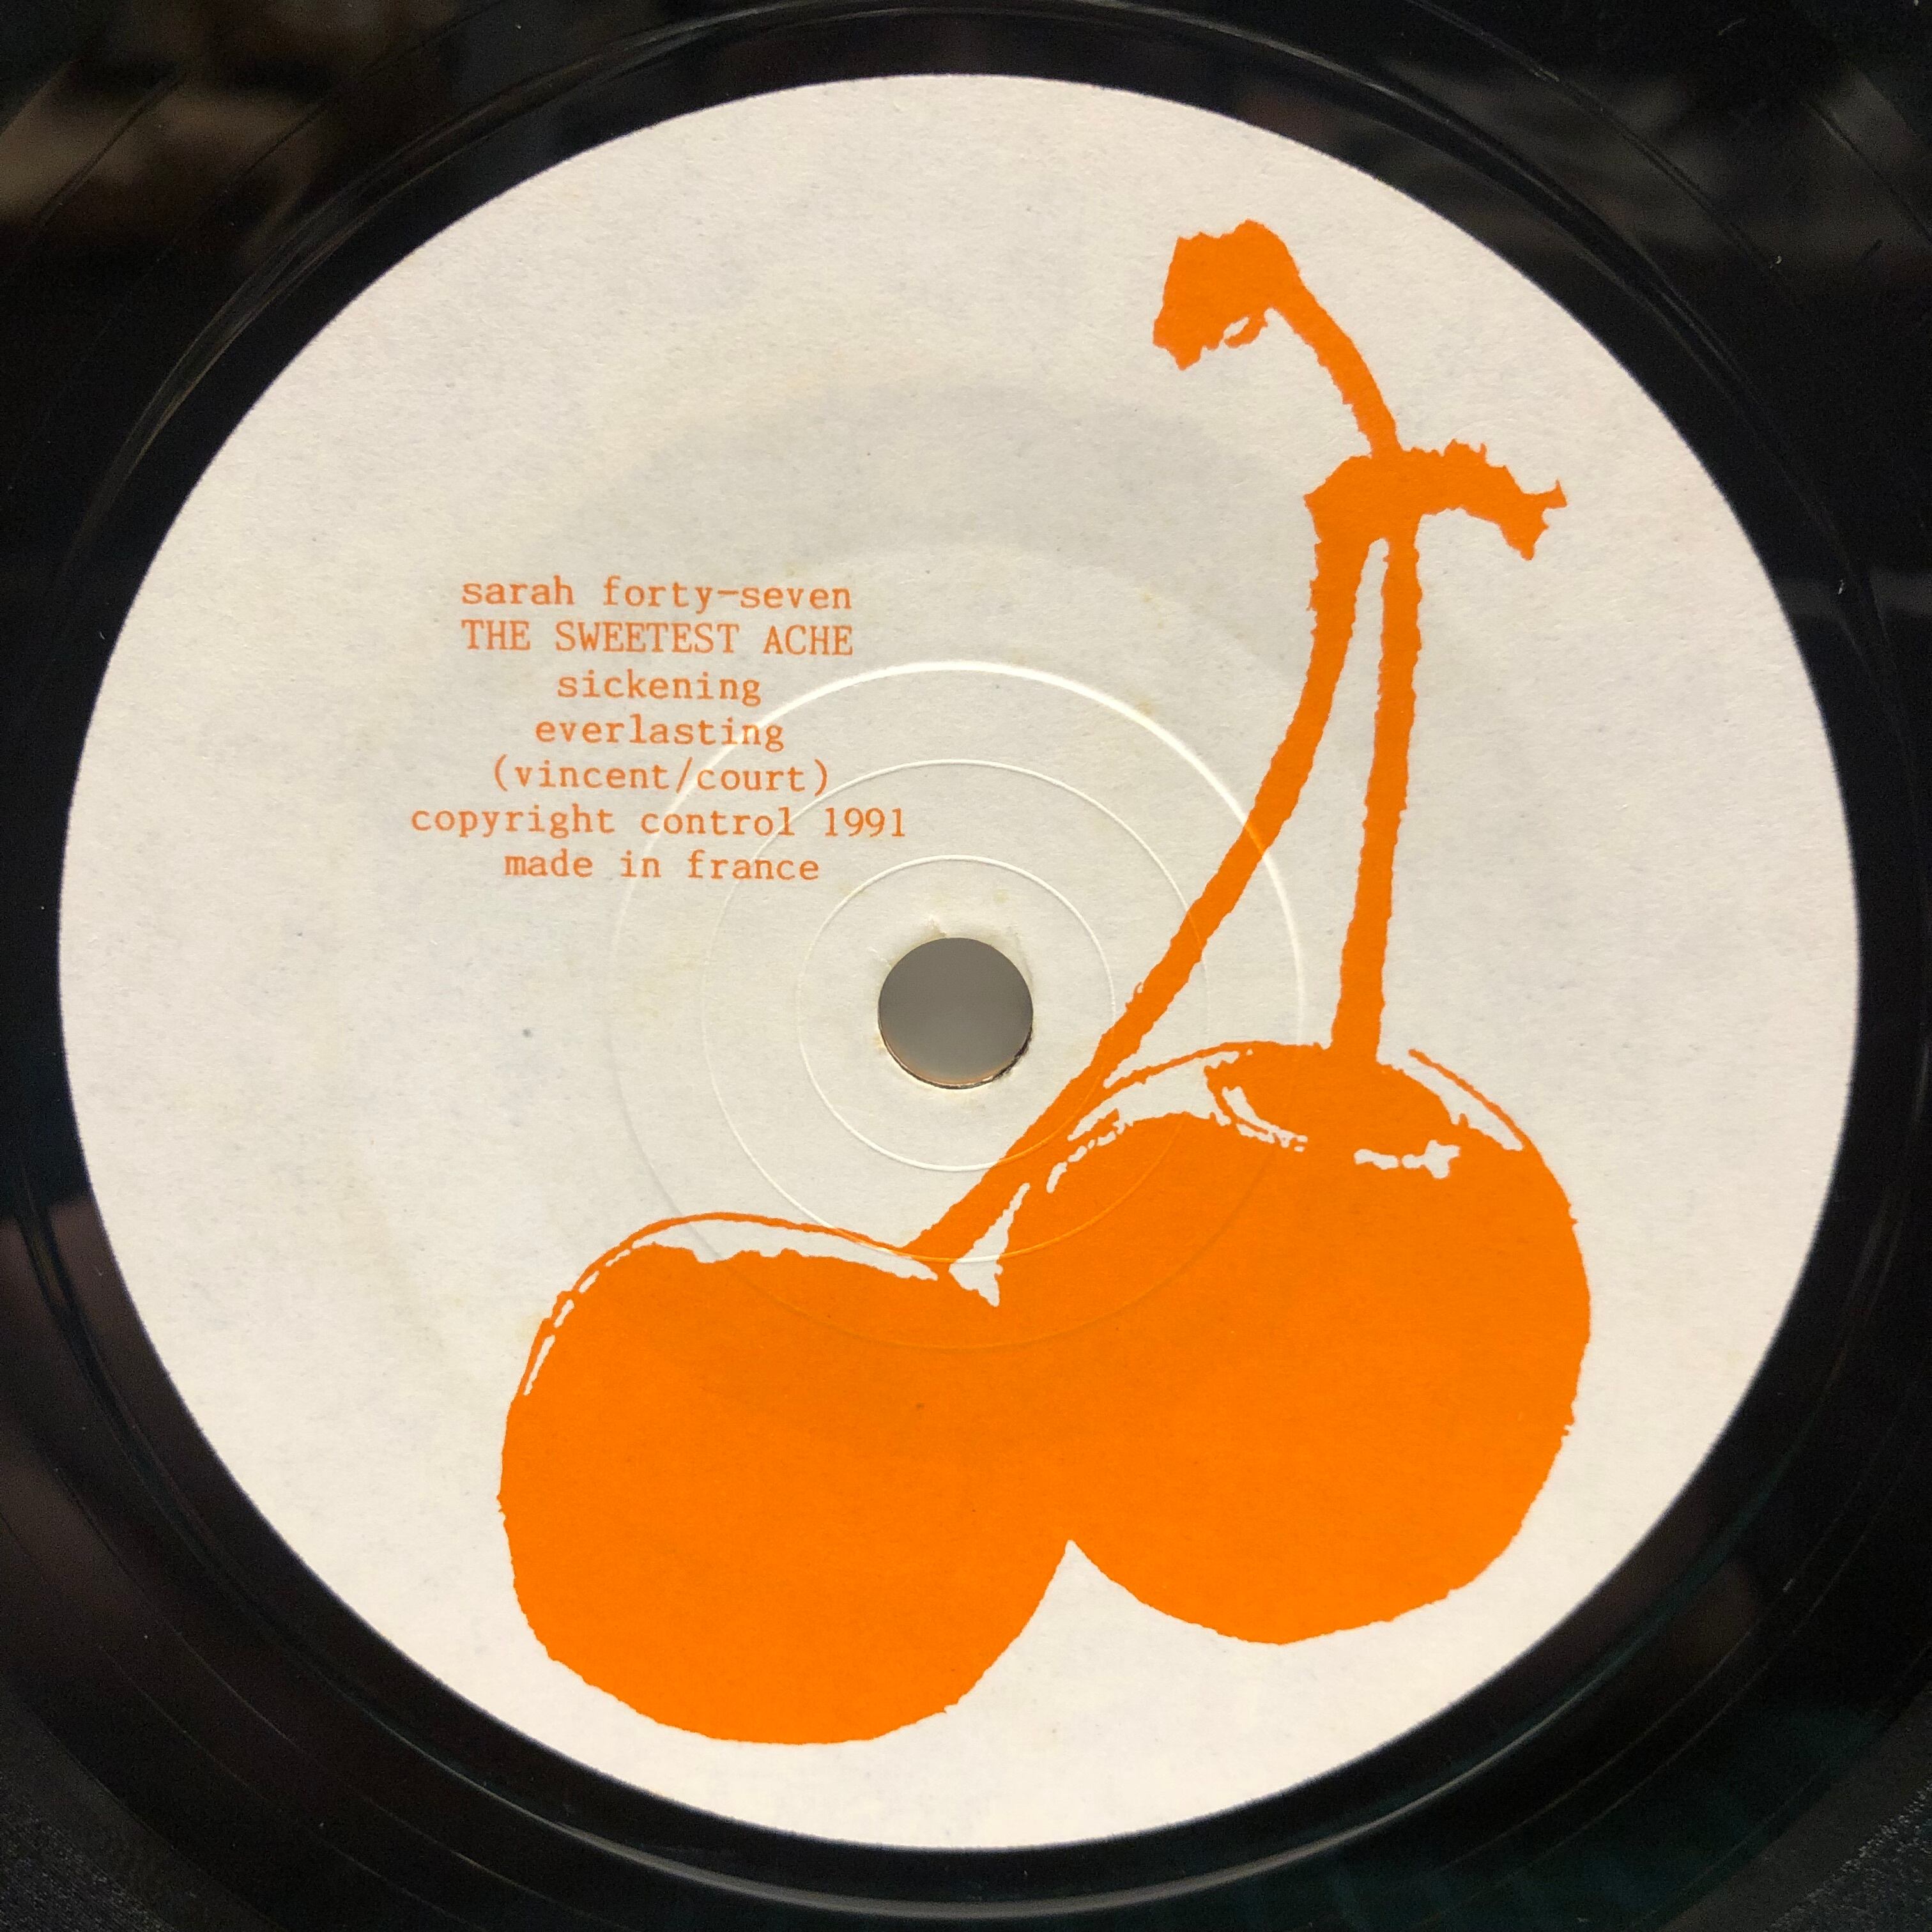 sarah forty-seven
THE SWEETEST ACHE
sickening
everlasting
(vincent/court)
copyright control 1991
made in france